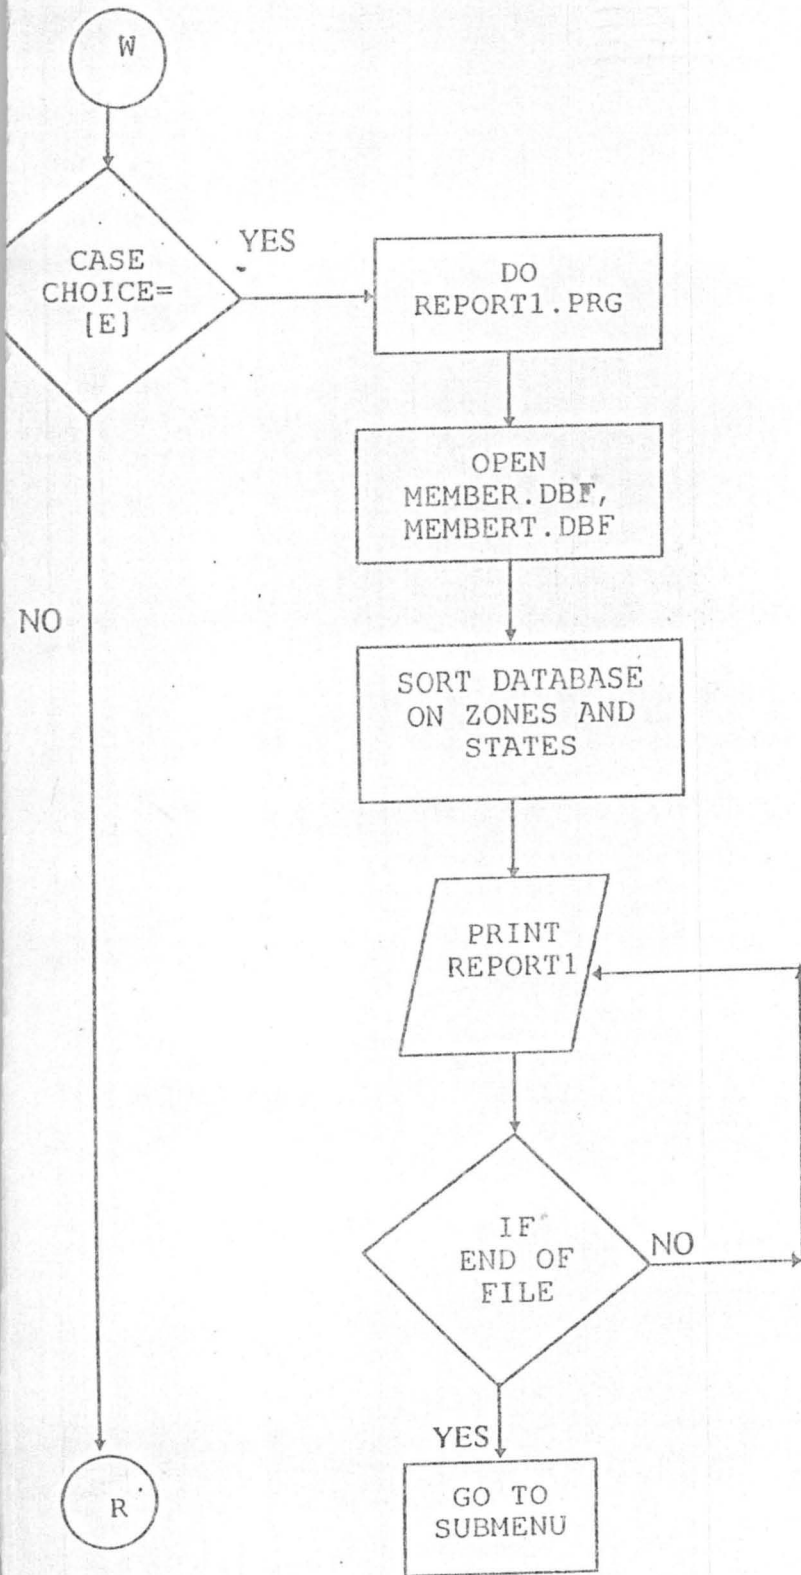 W
CASE
CHOICE=
[E]
YES
DO
REPORT1.PRG
OPEN
MEMBER.DBF,
MEMBERT.DBF
NO
SORT DATABASE
ON ZONES AND
STATES
PRINT
REPORT1
IF
END OF
FILE
NO
YES
GO TO
SUBMENU
R